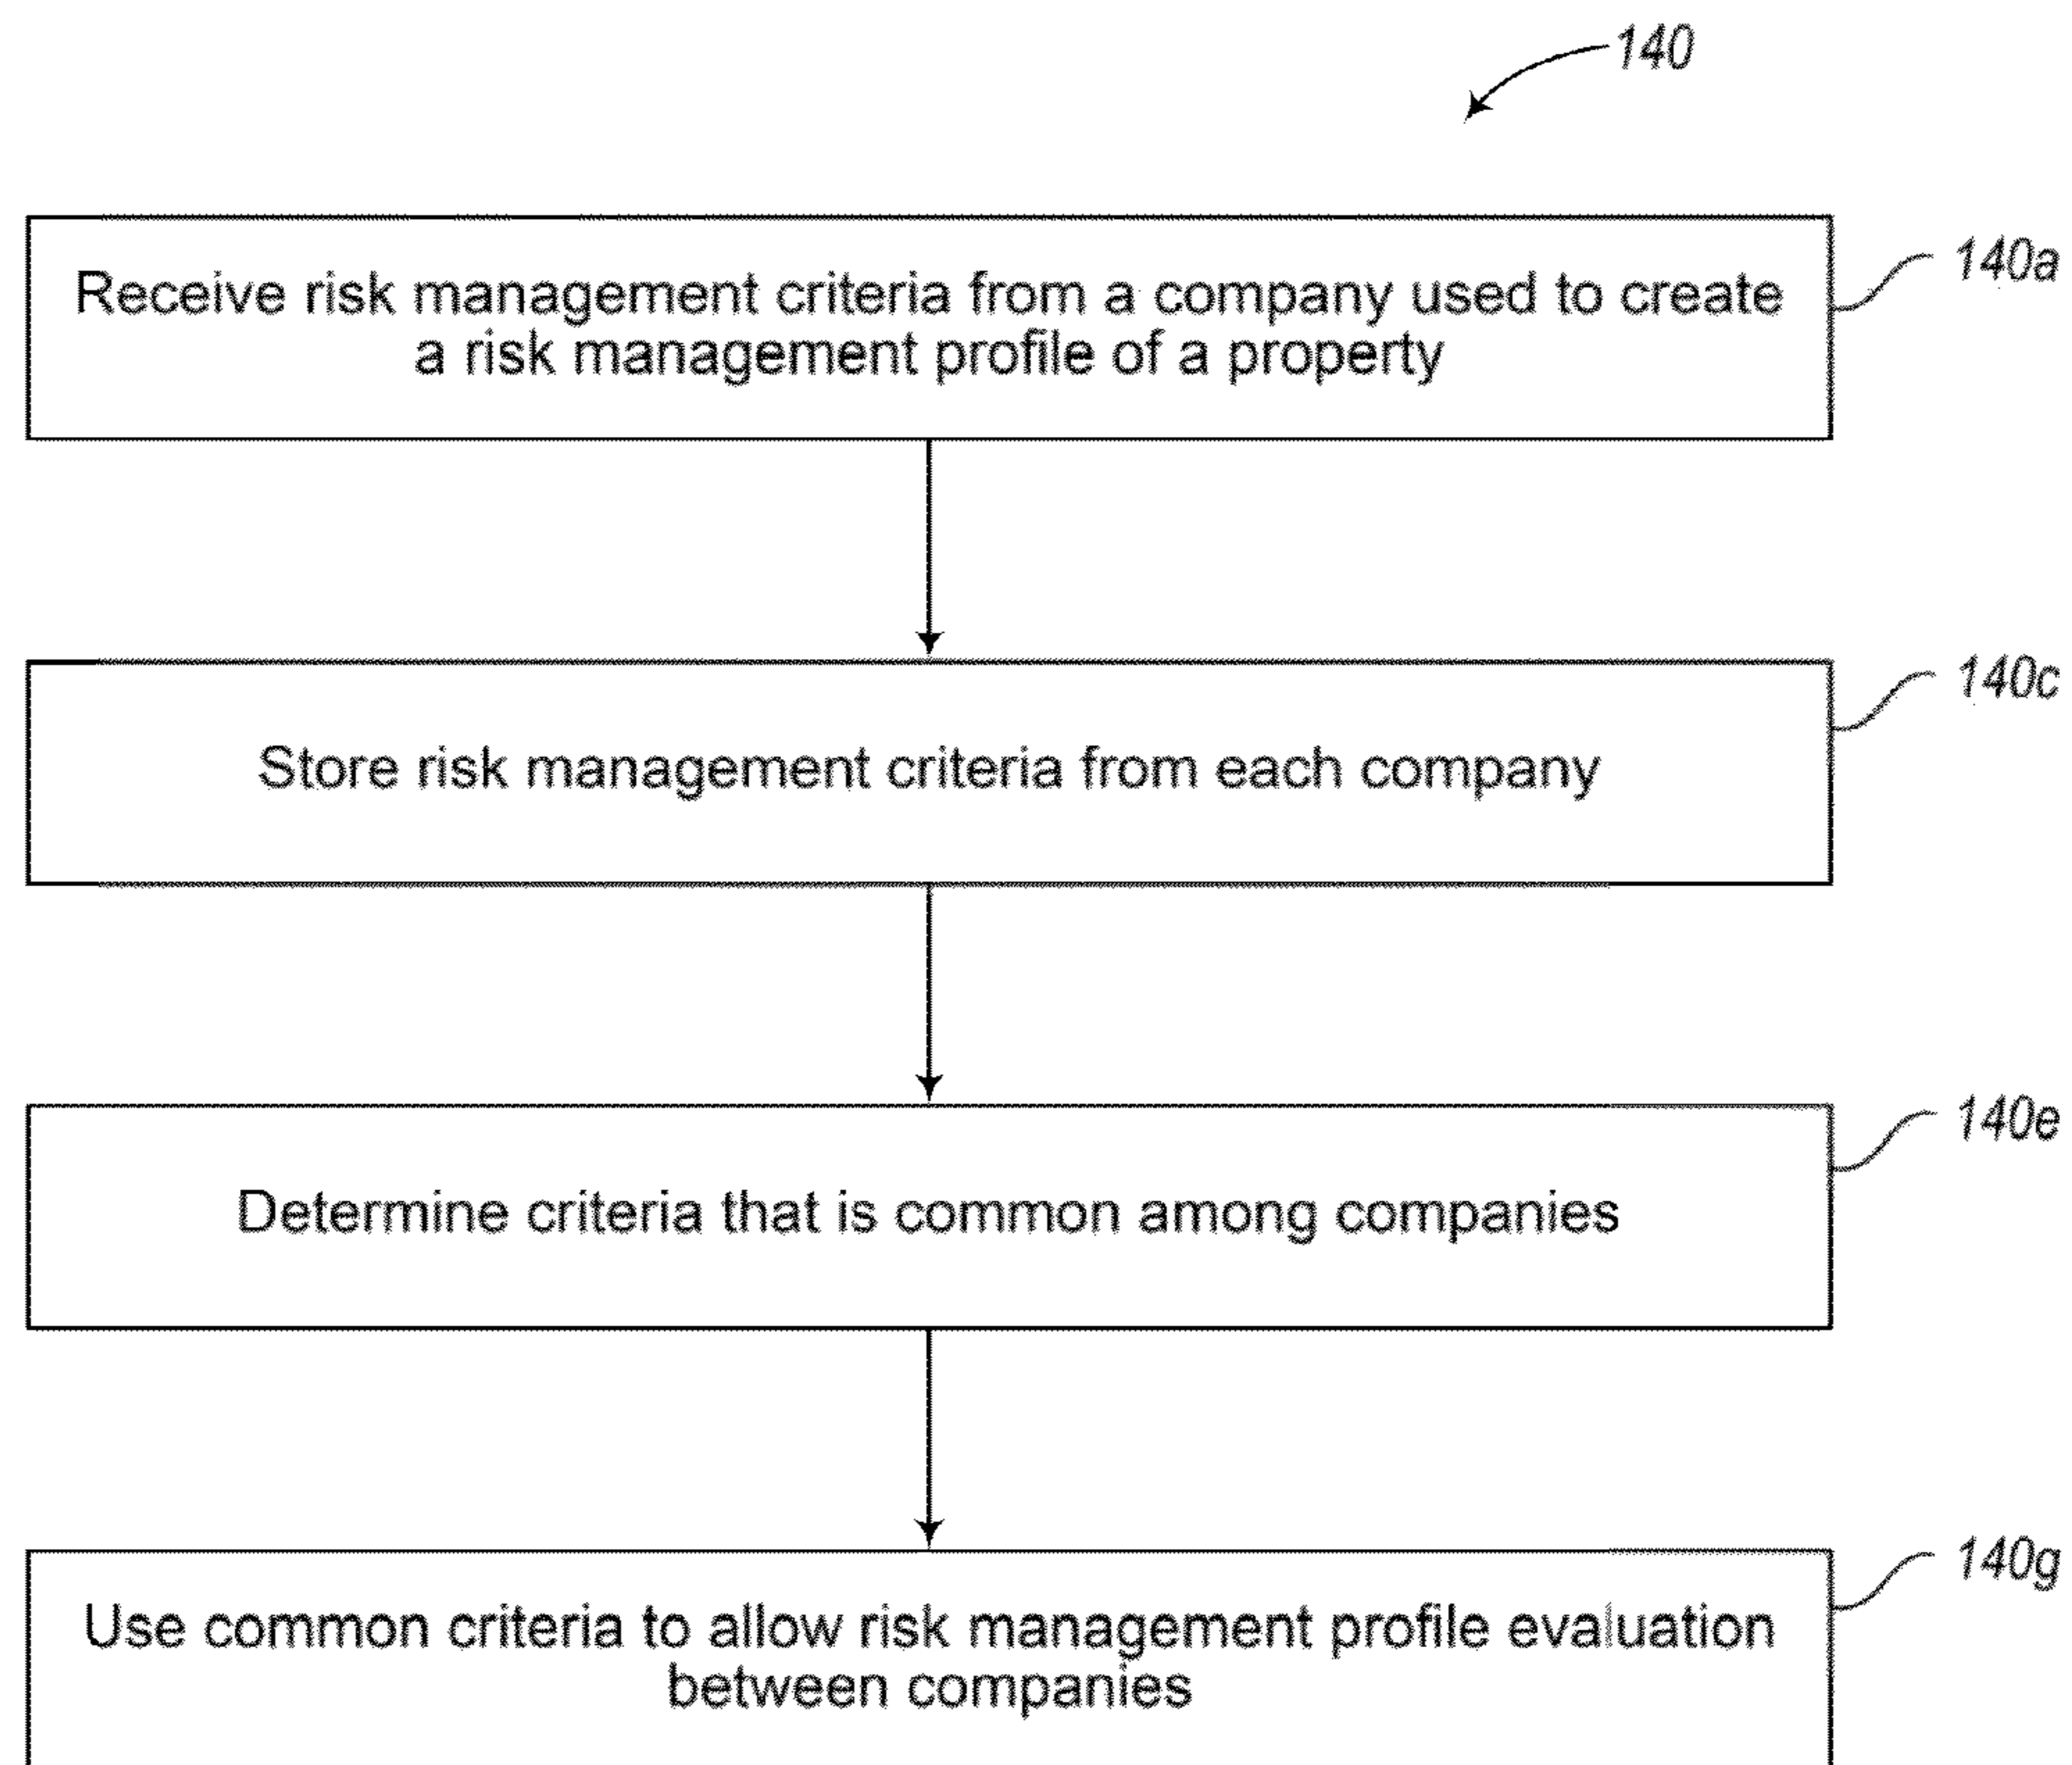 140
Receive risk management criteria from a company used to create
a risk management profile of a property
140a
Store risk management criteria from each company
140c
Determine criteria that is common among companies
140e
Use common criteria to allow risk management profile evaluation
between companies
140g